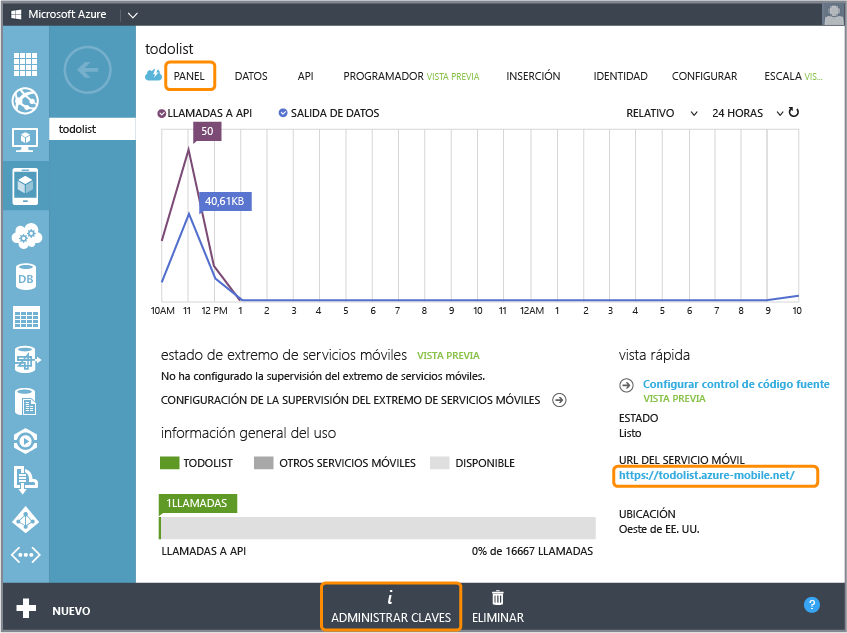 Microsoft Azure
todolist
PANEL DATOS API PROGRAMADOR VISTA PREVIA INSERCIÓN IDENTIDAD CONFIGURAR ESCALA VIS...
todolist
LLAMADAS A API SALIDA DE DATOS RELATIVO 24 HORAS
50
40,61KB
10AM 11 12 PM 1 2 3 4 5 6 7 8 9 10 11 12AM 1 2 3 4 5 6 7 8 9 10
DB
estado de extremo de servicios móviles VISTA PREVIA
No ha configurado la supervisión del extremo de servicios móviles.
CONFIGURACIÓN DE LA SUPERVISIÓN DEL EXTREMO DE SERVICIOS MÓVILES
información general del uso
TODOLIST OTROS SERVICIOS MÓVILES DISPONIBLE
1LLAMADAS
LLAMADAS A API 0% de 16667 LLAMADAS
vista rápida
Configurar control de código fuente
VISTA PREVIA
ESTADO
Listo
URL DEL SERVICIO MÓVIL
https://todolist.azure-mobile.net/
UBICACIÓN
Oeste de EE. UU.
NUEVO
i
ADMINISTRAR CLAVES
ELIMINAR
?